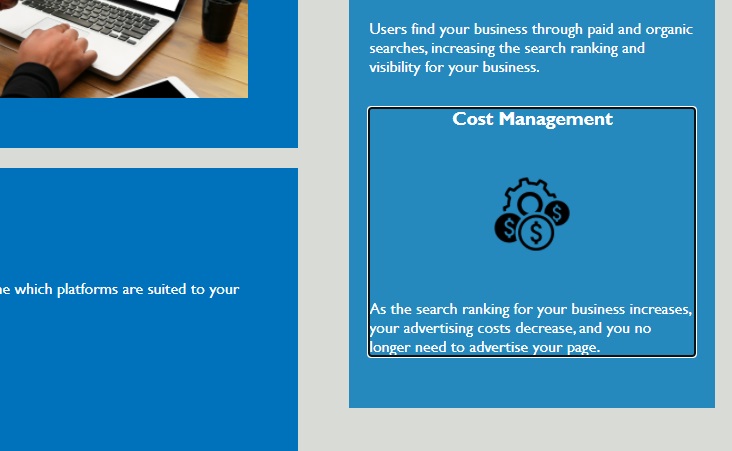 Users find your business through paid and organic
searches, increasing the search ranking and
visibility for your business.
Cost Management
$
$
$
As the search ranking for your business increases,
your advertising costs decrease, and you no
longer need to advertise your page.
which platforms are suited to your